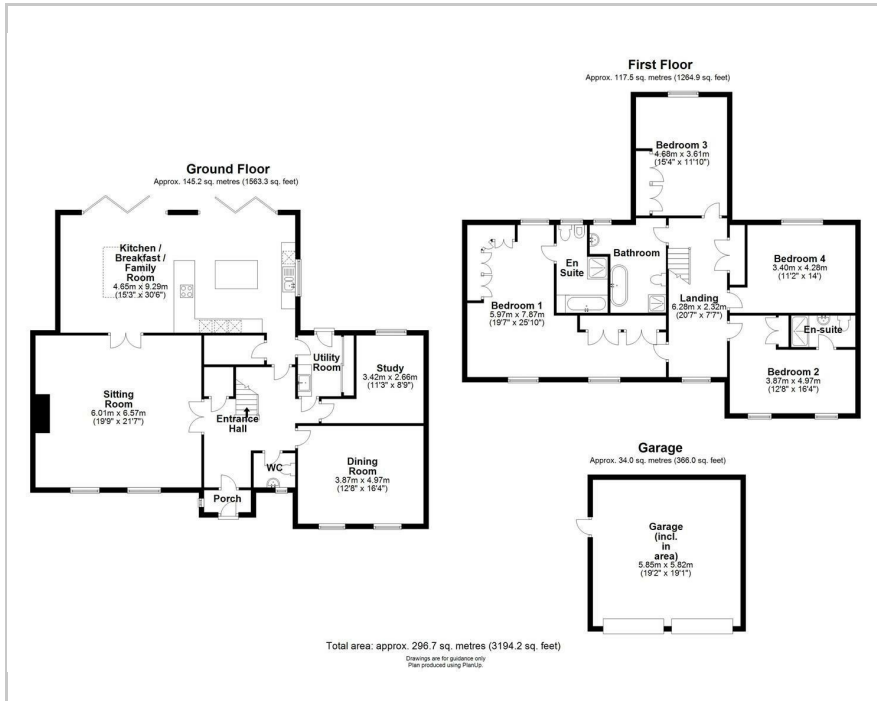 Ground Floor
Approx. 145.2 sq. metres (1563.3 sq. feet)
Kitchen /
Breakfast /
Family
Room
4.65m x 9.29m
(15'3" x 30'6")
Utility
Room
Study
3.42m x 2.66m
(11'3" x 8'9")
Sitting
Room
6.01m x 6.57m
(19'9" x 21'7")
Entrance
Hall
WC
Dining
Room
3.87m x 4.97m
(12'8" x 16'4")
Porch
First Floor
Approx. 117.5 sq. metres (1264.9 sq. feet)
Bedroom 3
4.68m x 3.61m
(15'4" x 11'10")
En
Suite
Bathroom
Bedroom 4
3.40m x 4.28m
(11'2" x 14')
Bedroom 1
5.97m x 7.87m
(19'7" x 25'10")
Landing
6.28m x 2.32m
(20'7" x 7'7")
En-suite
Bedroom 2
3.87m x 4.97m
(12'8" x 16'4")
Garage
Approx. 34.0 sq. metres (366.0 sq. feet)
Garage
(incl.
in
area)
5.85m x 5.82m
(19'2" x 19'1")
Total area: approx. 296.7 sq. metres (3194.2 sq. feet)
Drawings are for guidance only
Plan produced using PlanUp.